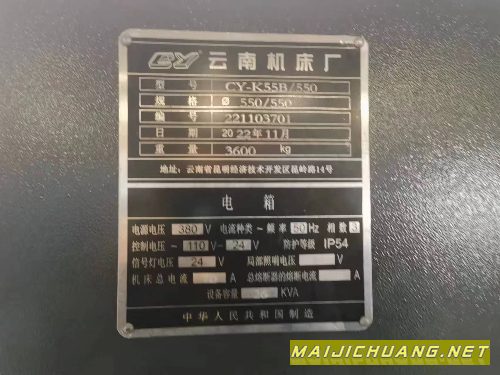 CY 云南机床厂
型 号 CY-K55B/550
规 格 Ø 550/550
编 号 221103701
日 期 2022年11月
重 量 3600 kg
地址:云南省昆明经济技术开发区昆岭路14号
电 箱
电源电压 380 V 电流种类 ~ 频率 50 Hz 相数 3
控制电压 ~ 110 V- 24 V 防护等级 IP54
信号灯电压 24 V 局部照明电压 V
机床总电流 A 总熔断器的熔断电流 A
设备容量 KVA
中华人民共和国制造
MAIJICHUANG.NET